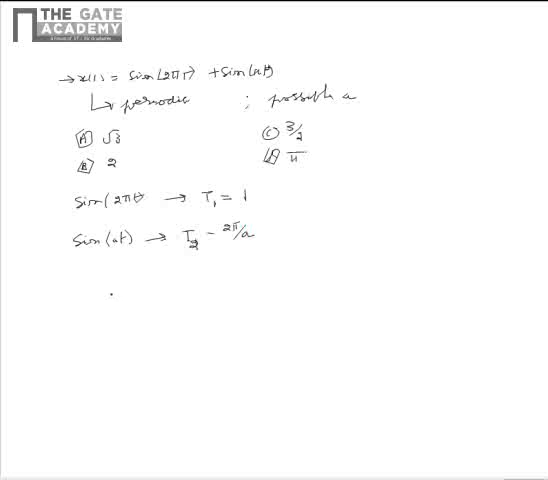 THE GATE
ACADEMY
→ x(t) = sin(2πt) + sin(at)
↳ periodic ; possible a
(A) √3
(C) 3/2
(B) 2
(D) π
sin(2πt) → T₁ = 1
sin(at) → T₂ – 2π/a